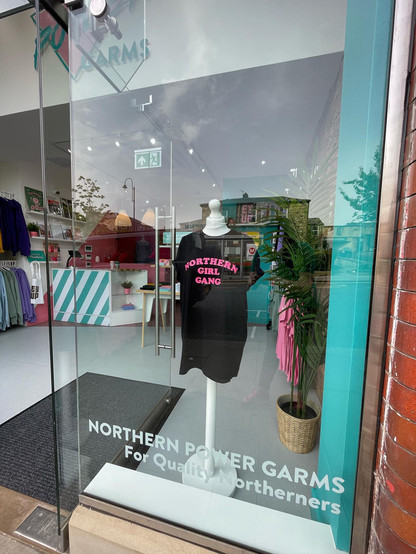 GARMS
NORTHERN
GIRL
GANG
NORTHERN POWER GARMS
For Quality Northerners